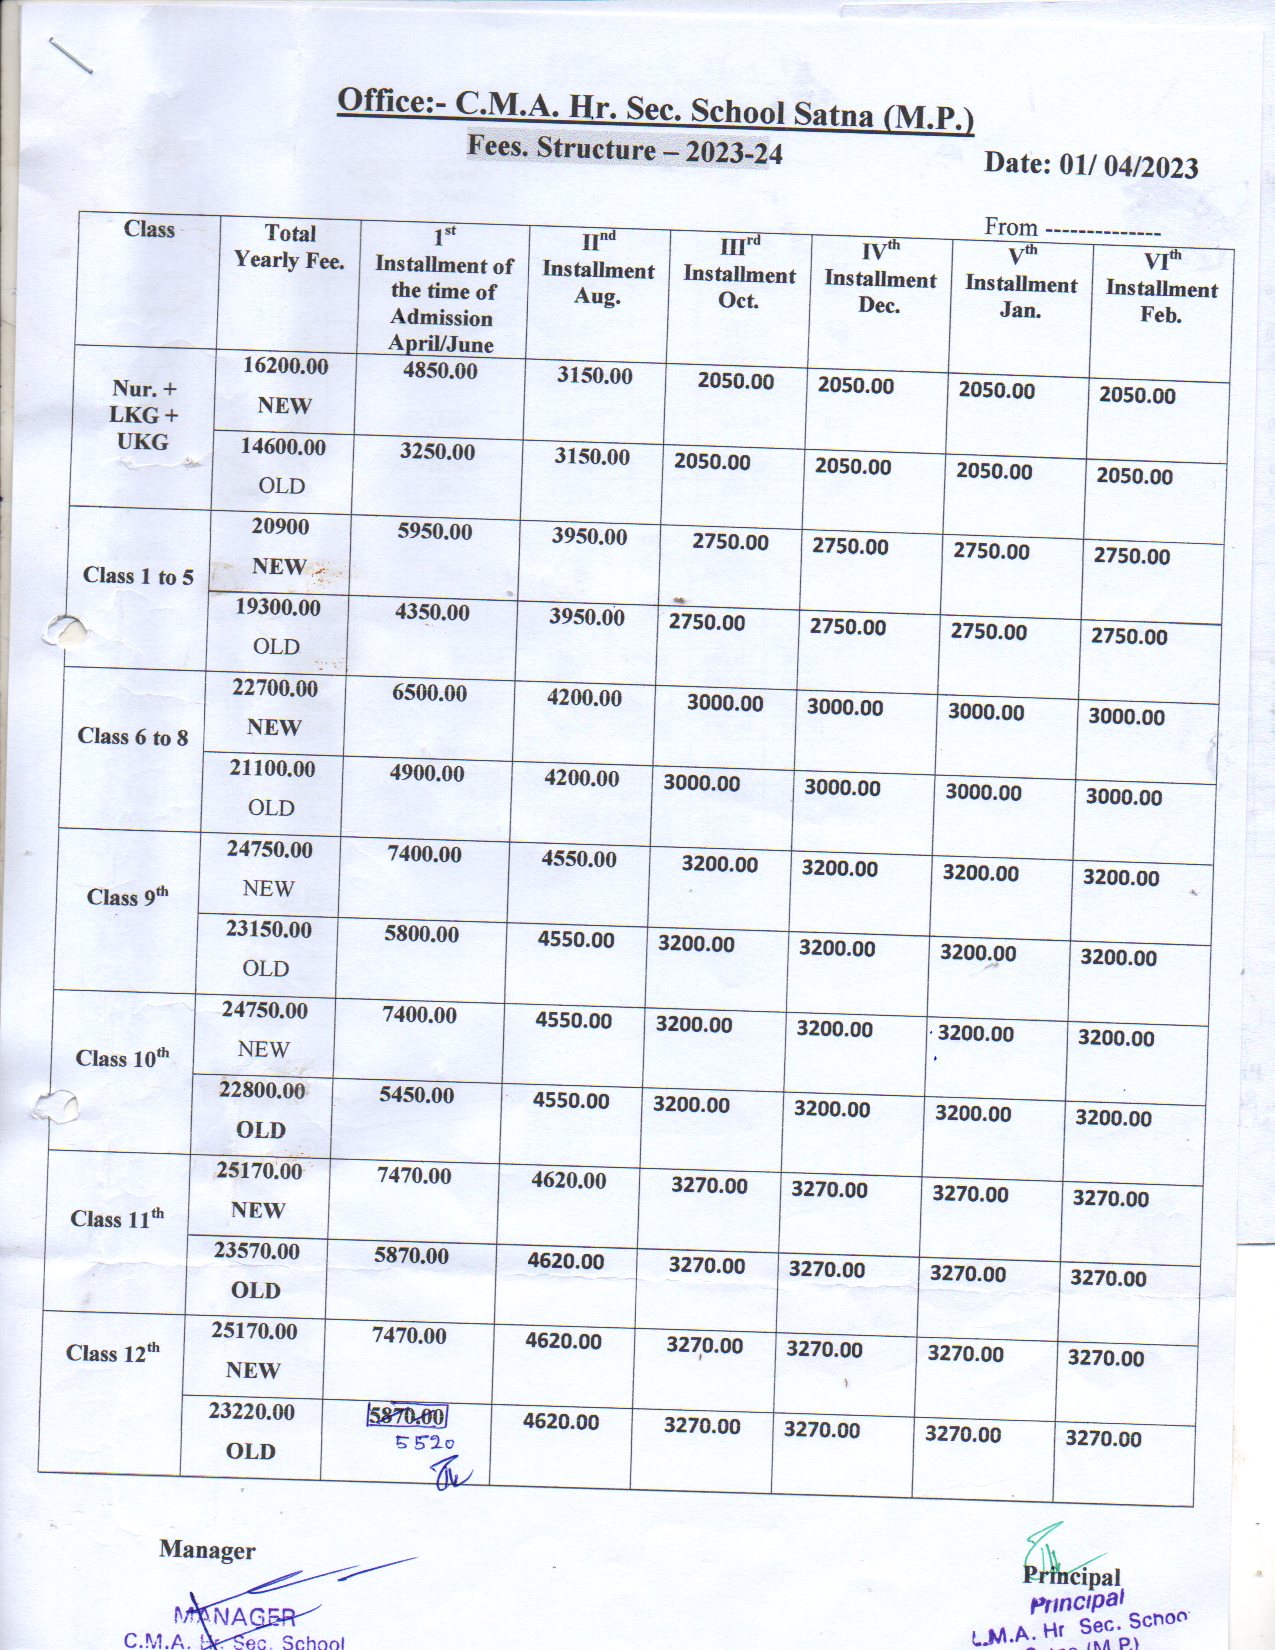 Office:- C.M.A. Hr. Sec. School Satna (M.P.)
Fees. Structure – 2023-24
Date: 01/ 04/2023
From --------------
Class Total Yearly Fee. 1st Installment of the time of Admission April/June IInd Installment Aug. IIIrd Installment Oct. IVth Installment Dec. Vth Installment Jan. VIth Installment Feb.
Nur. + LKG + UKG
16200.00 NEW 4850.00 3150.00 2050.00 2050.00 2050.00 2050.00
14600.00 OLD 3250.00 3150.00 2050.00 2050.00 2050.00 2050.00
Class 1 to 5
20900 NEW 5950.00 3950.00 2750.00 2750.00 2750.00 2750.00
19300.00 OLD 4350.00 3950.00 2750.00 2750.00 2750.00 2750.00
Class 6 to 8
22700.00 NEW 6500.00 4200.00 3000.00 3000.00 3000.00 3000.00
21100.00 OLD 4900.00 4200.00 3000.00 3000.00 3000.00 3000.00
Class 9th
24750.00 NEW 7400.00 4550.00 3200.00 3200.00 3200.00 3200.00
23150.00 OLD 5800.00 4550.00 3200.00 3200.00 3200.00 3200.00
Class 10th
24750.00 NEW 7400.00 4550.00 3200.00 3200.00 3200.00 3200.00
22800.00 OLD 5450.00 4550.00 3200.00 3200.00 3200.00 3200.00
Class 11th
25170.00 NEW 7470.00 4620.00 3270.00 3270.00 3270.00 3270.00
23570.00 OLD 5870.00 4620.00 3270.00 3270.00 3270.00 3270.00
Class 12th
25170.00 NEW 7470.00 4620.00 3270.00 3270.00 3270.00 3270.00
23220.00 OLD 5870.00 5520 4620.00 3270.00 3270.00 3270.00 3270.00
Manager
MANAGER
C.M.A. Hr. Sec. School
Principal
Principal
C.M.A. Hr Sec. Schoo
Satna (M.P.)